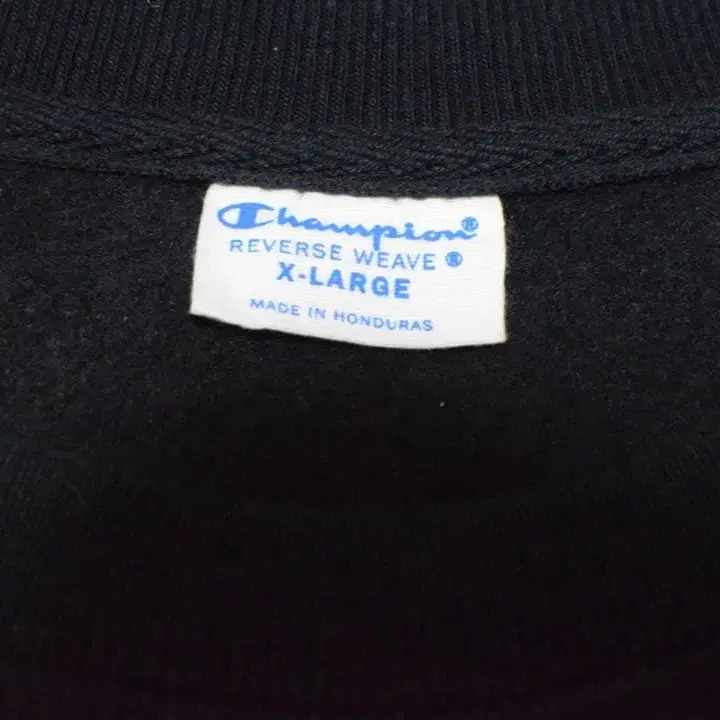 Champion®
REVERSE WEAVE ®
X-LARGE
MADE IN HONDURAS